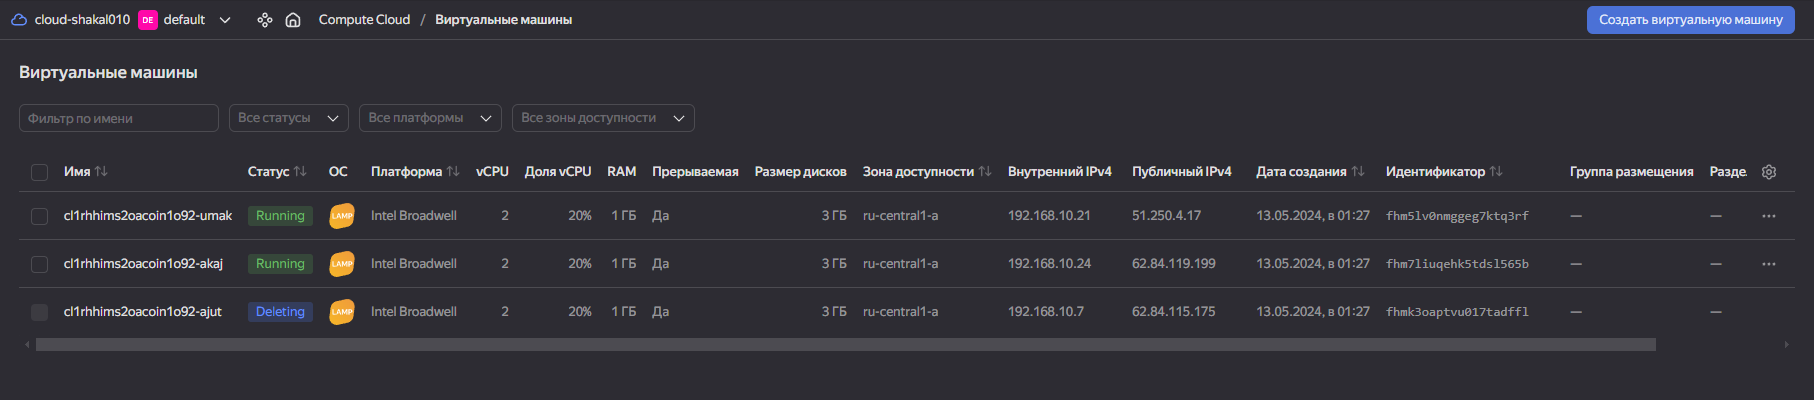 cloud-shakal010 DE default Compute Cloud / Виртуальные машины Создать виртуальную машину
Виртуальные машины
Фильтр по имени Все статусы Все платформы Все зоны доступности
Имя Статус ОС Платформа vCPU Доля vCPU RAM Прерываемая Размер дисков Зона доступности Внутренний IPv4 Публичный IPv4 Дата создания Идентификатор Группа размещения Разде.
cl1rhhims2oacoin1o92-umak Running LAMP Intel Broadwell 2 20% 1 ГБ Да 3 ГБ ru-central1-a 192.168.10.21 51.250.4.17 13.05.2024, в 01:27 fhm5lv0nmggeg7ktq3rf — —
cl1rhhims2oacoin1o92-akaj Running LAMP Intel Broadwell 2 20% 1 ГБ Да 3 ГБ ru-central1-a 192.168.10.24 62.84.119.199 13.05.2024, в 01:27 fhm7liuqehk5tdsl565b — —
cl1rhhims2oacoin1o92-ajut Deleting LAMP Intel Broadwell 2 20% 1 ГБ Да 3 ГБ ru-central1-a 192.168.10.7 62.84.115.175 13.05.2024, в 01:27 fhmk3oaptvu017tadffl — —